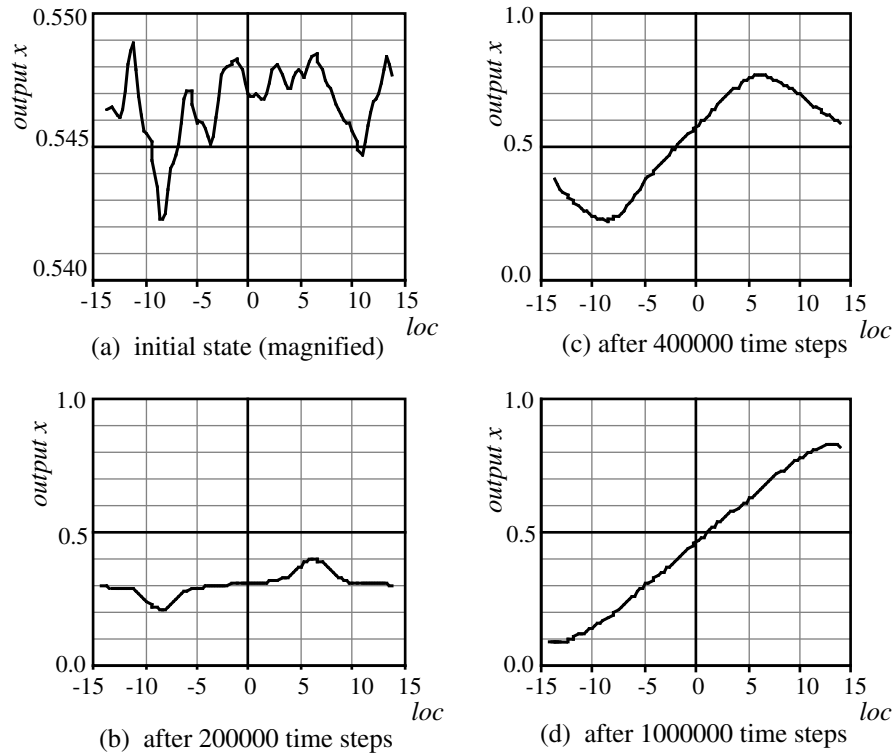 0.550
0.545
0.540
output x
-15 -10 -5 0 5 10 15
loc
(a) initial state (magnified)
1.0
0.5
0.0
output x
-15 -10 -5 0 5 10 15
loc
(c) after 400000 time steps
1.0
0.5
0.0
output x
-15 -10 -5 0 5 10 15
loc
(b) after 200000 time steps
1.0
0.5
0.0
output x
-15 -10 -5 0 5 10 15
loc
(d) after 1000000 time steps